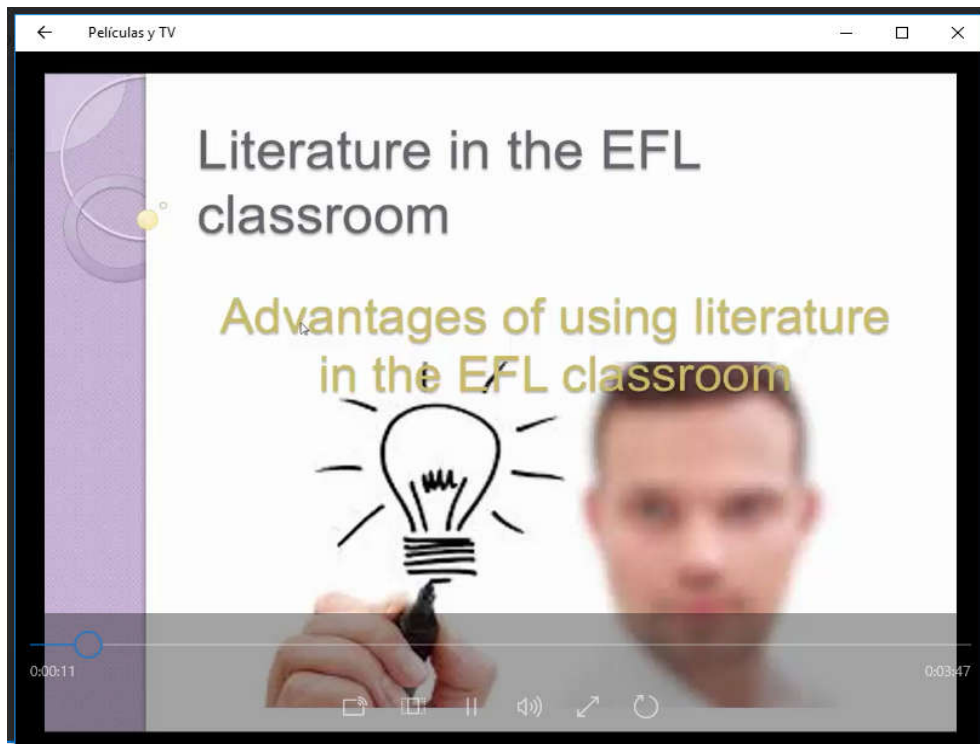 Películas y TV
Literature in the EFL
classroom
Advantages of using literature
in the EFL classroom
0:00:11
0:03:47